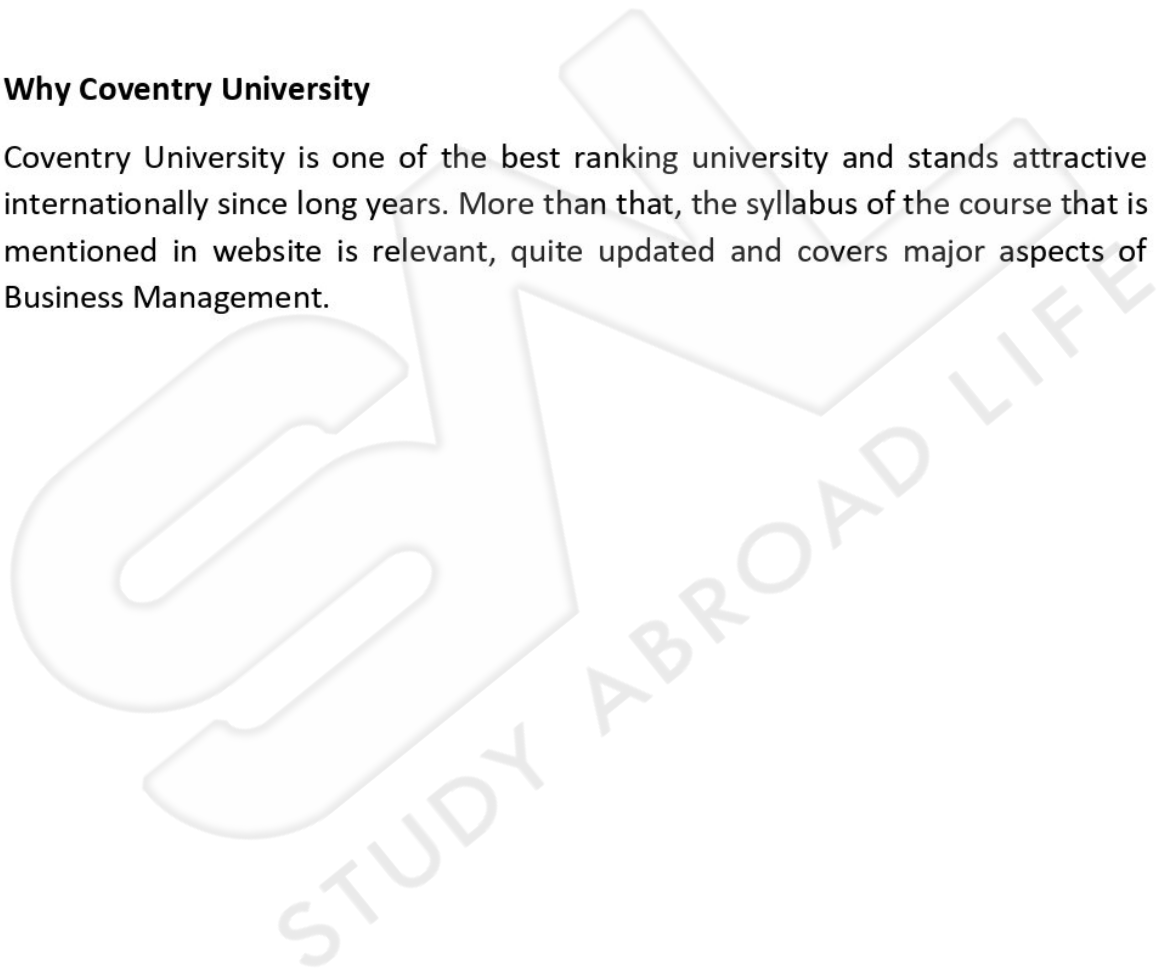 Why Coventry University
Coventry University is one of the best ranking university and stands attractive
internationally since long years. More than that, the syllabus of the course that is
mentioned in website is relevant, quite updated and covers major aspects of
Business Management.
SAL
STUDY ABROAD LIFE